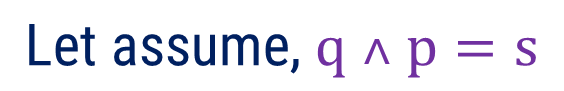 Let assume, q ∧ p = s